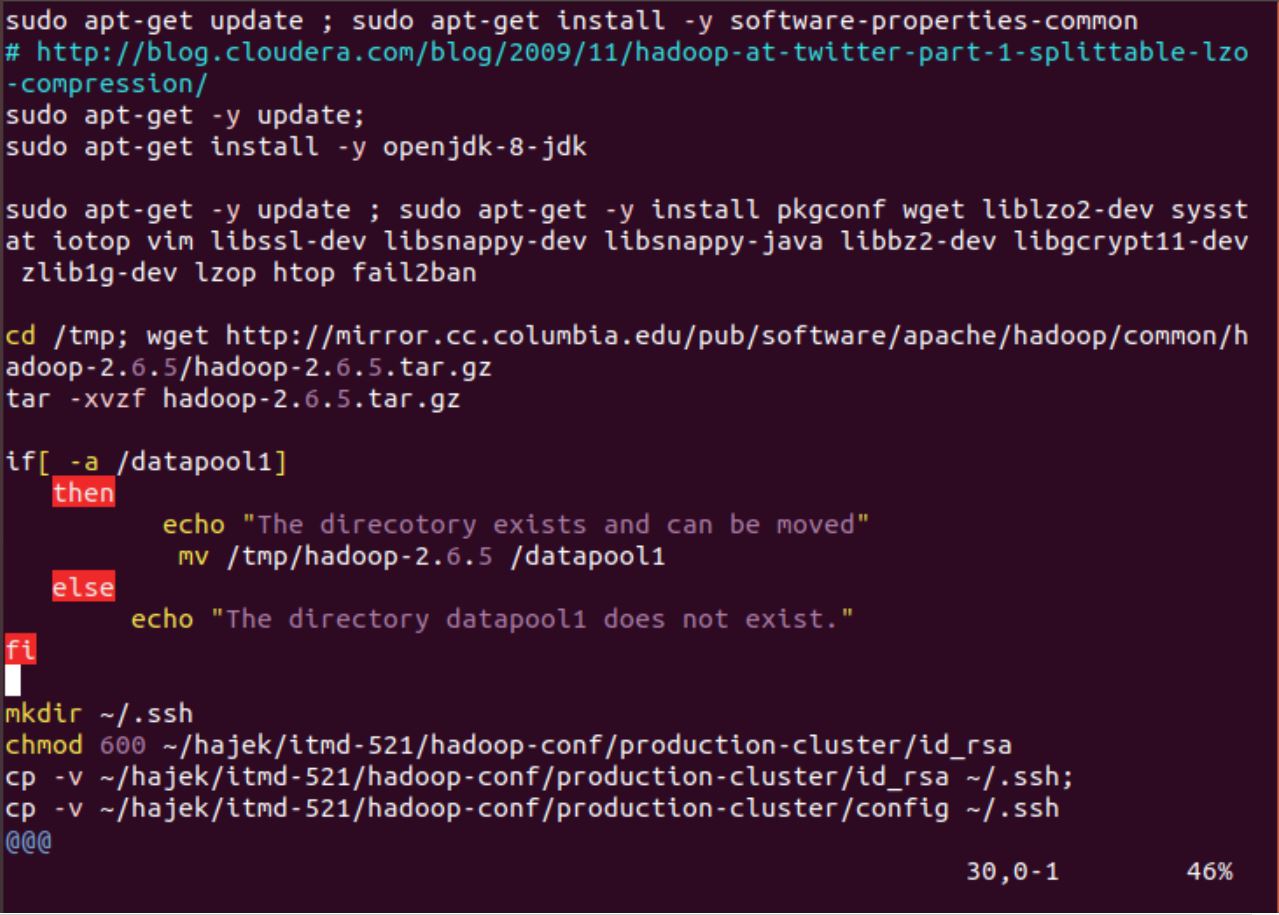 sudo apt-get update ; sudo apt-get install -y software-properties-common
# http://blog.cloudera.com/blog/2009/11/hadoop-at-twitter-part-1-splittable-lzo
-compression/
sudo apt-get -y update;
sudo apt-get install -y openjdk-8-jdk
sudo apt-get -y update ; sudo apt-get -y install pkgconf wget liblzo2-dev sysst
at iotop vim libssl-dev libsnappy-dev libsnappy-java libbz2-dev libgcrypt11-dev
 zlib1g-dev lzop htop fail2ban
cd /tmp; wget http://mirror.cc.columbia.edu/pub/software/apache/hadoop/common/h
adoop-2.6.5/hadoop-2.6.5.tar.gz
tar -xvzf hadoop-2.6.5.tar.gz
if[ -a /datapool1]
   then
          echo "The direcotory exists and can be moved"
           mv /tmp/hadoop-2.6.5 /datapool1
   else
        echo "The directory datapool1 does not exist."
fi
mkdir ~/.ssh
chmod 600 ~/hajek/itmd-521/hadoop-conf/production-cluster/id_rsa
cp -v ~/hajek/itmd-521/hadoop-conf/production-cluster/id_rsa ~/.ssh;
cp -v ~/hajek/itmd-521/hadoop-conf/production-cluster/config ~/.ssh
@@@
30,0-1 46%